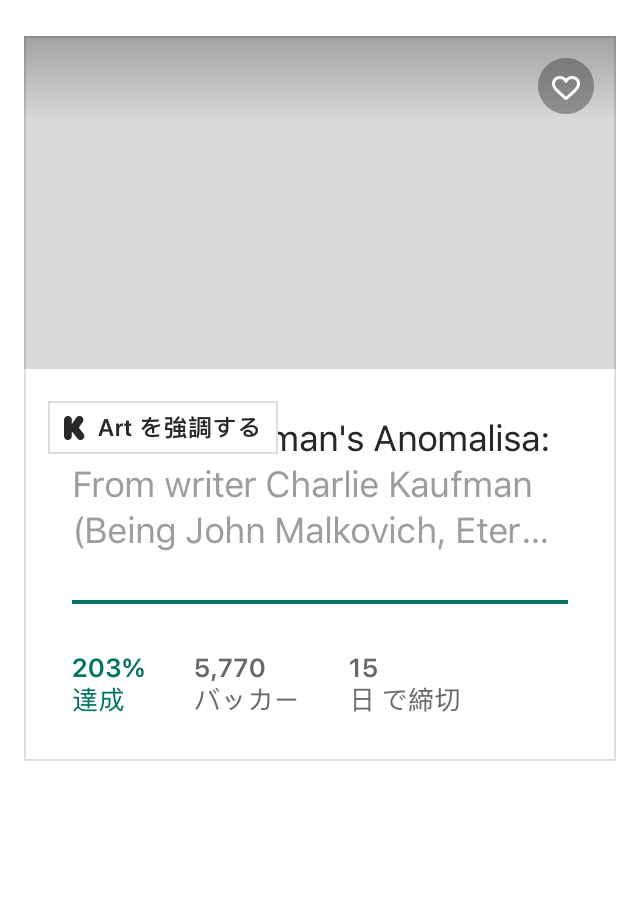 Art を強調する
man's Anomalisa:
From writer Charlie Kaufman
(Being John Malkovich, Eter...
203%
達成
5,770
バッカー
15
日 で締切